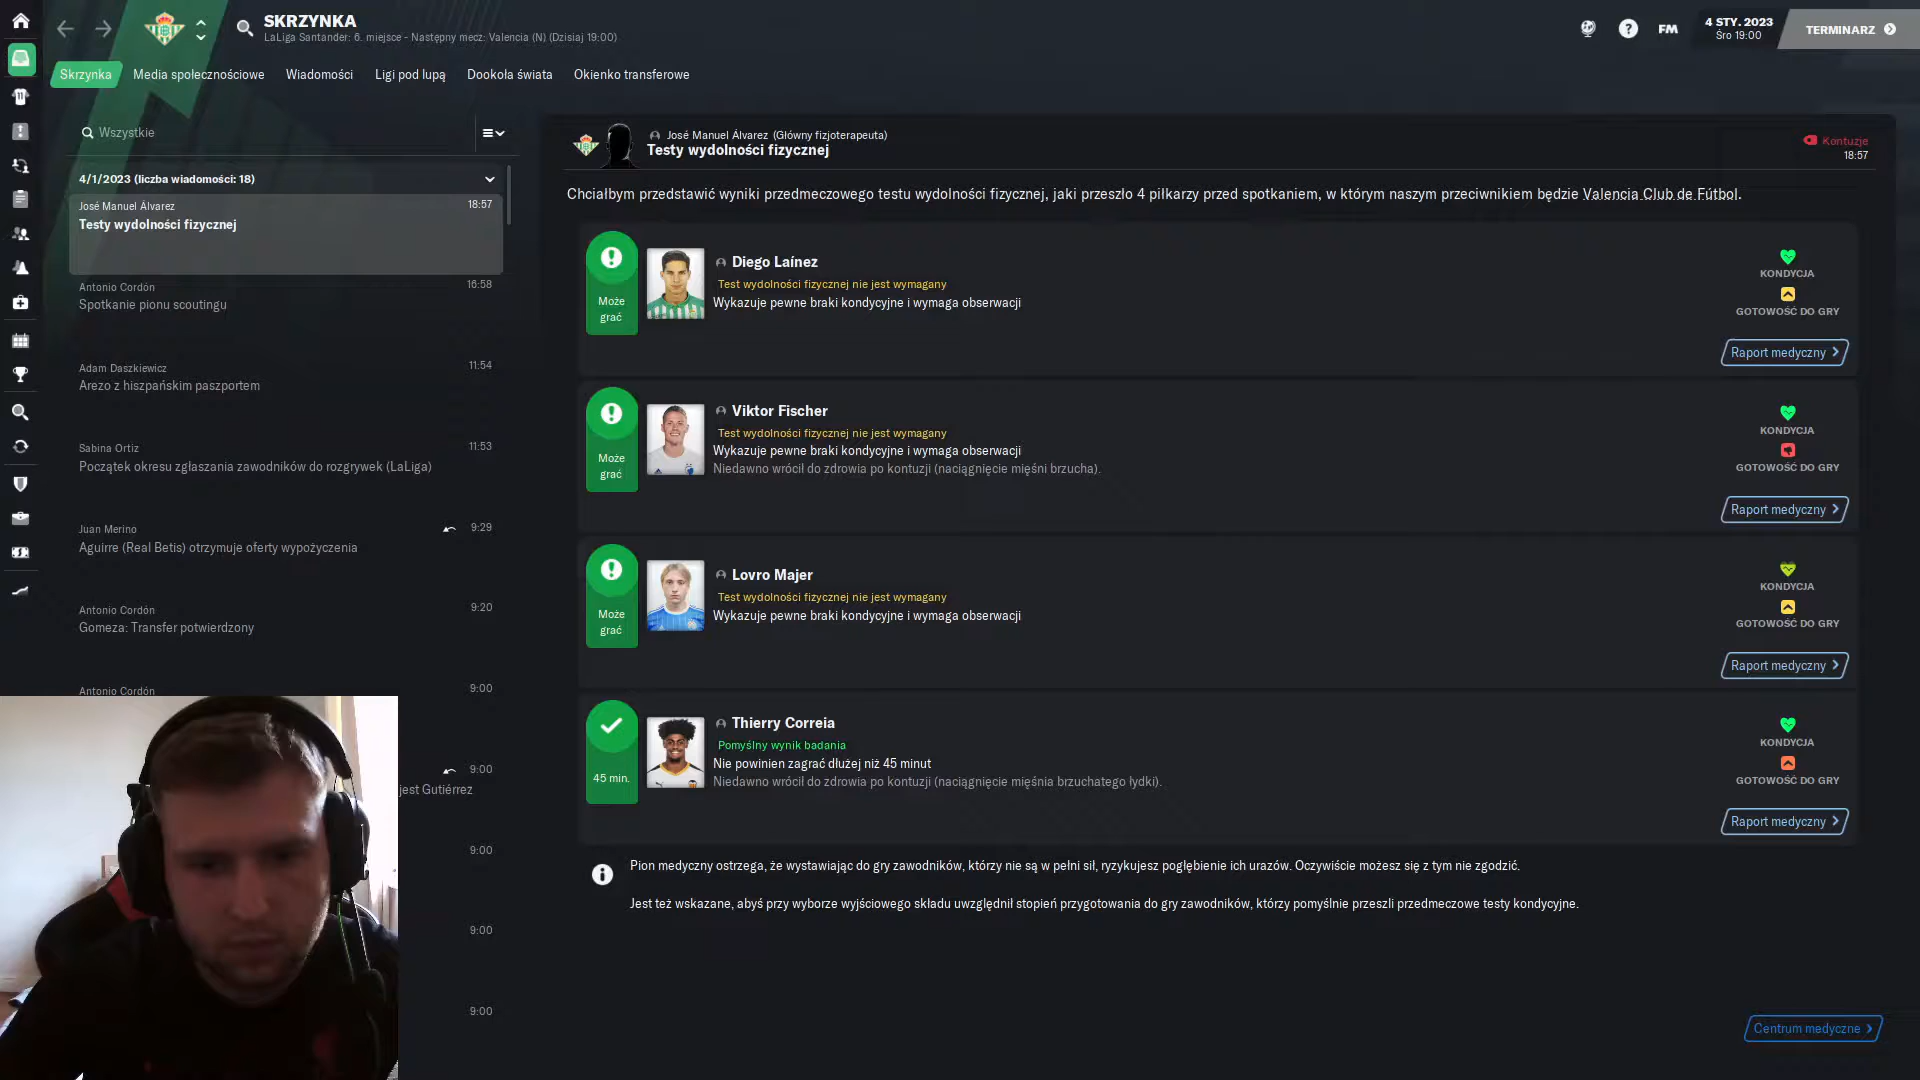 SKRZYNKA
LaLiga Santander: 6. miejsce - Następny mecz: Valencia (N) (Dzisiaj 19:00)
FM
4 STY. 2023
Śro 19:00
TERMINARZ
Skrzynka
Media społecznościowe
Wiadomości
Ligi pod lupą
Dookoła świata
Okienko transferowe
Wszystkie
4/1/2023 (liczba wiadomości: 18)
José Manuel Álvarez
18:57
Testy wydolności fizycznej
Antonio Cordón
16:58
Spotkanie pionu scoutingu
Adam Daszkiewicz
11:54
Arezo z hiszpańskim paszportem
Sabina Ortiz
11:53
Początek okresu zgłaszania zawodników do rozgrywek (LaLiga)
Juan Merino
9:29
Aguirre (Real Betis) otrzymuje oferty wypożyczenia
Antonio Cordón
9:20
Gomeza: Transfer potwierdzony
Antonio Cordón
9:00
9:00
jest Gutiérrez
9:00
9:00
9:00
José Manuel Álvarez (Główny fizjoterapeuta)
Testy wydolności fizycznej
Kontuzje
18:57
Chciałbym przedstawić wyniki przedmeczowego testu wydolności fizycznej, jaki przeszło 4 piłkarzy przed spotkaniem, w którym naszym przeciwnikiem będzie Valencia Club de Fútbol.
Może
grać
Diego Laínez
Test wydolności fizycznej nie jest wymagany
Wykazuje pewne braki kondycyjne i wymaga obserwacji
KONDYCJA
GOTOWOŚĆ DO GRY
Raport medyczny
Może
grać
Viktor Fischer
Test wydolności fizycznej nie jest wymagany
Wykazuje pewne braki kondycyjne i wymaga obserwacji
Niedawno wrócił do zdrowia po kontuzji (naciągnięcie mięśni brzucha).
KONDYCJA
GOTOWOŚĆ DO GRY
Raport medyczny
Może
grać
Lovro Majer
Test wydolności fizycznej nie jest wymagany
Wykazuje pewne braki kondycyjne i wymaga obserwacji
KONDYCJA
GOTOWOŚĆ DO GRY
Raport medyczny
45 min.
Thierry Correia
Pomyślny wynik badania
Nie powinien zagrać dłużej niż 45 minut
Niedawno wrócił do zdrowia po kontuzji (naciągnięcie mięśnia brzuchatego łydki).
KONDYCJA
GOTOWOŚĆ DO GRY
Raport medyczny
Pion medyczny ostrzega, że wystawiając do gry zawodników, którzy nie są w pełni sił, ryzykujesz pogłębienie ich urazów. Oczywiście możesz się z tym nie zgodzić.
Jest też wskazane, abyś przy wyborze wyjściowego składu uwzględnił stopień przygotowania do gry zawodników, którzy pomyślnie przeszli przedmeczowe testy kondycyjne.
Centrum medyczne